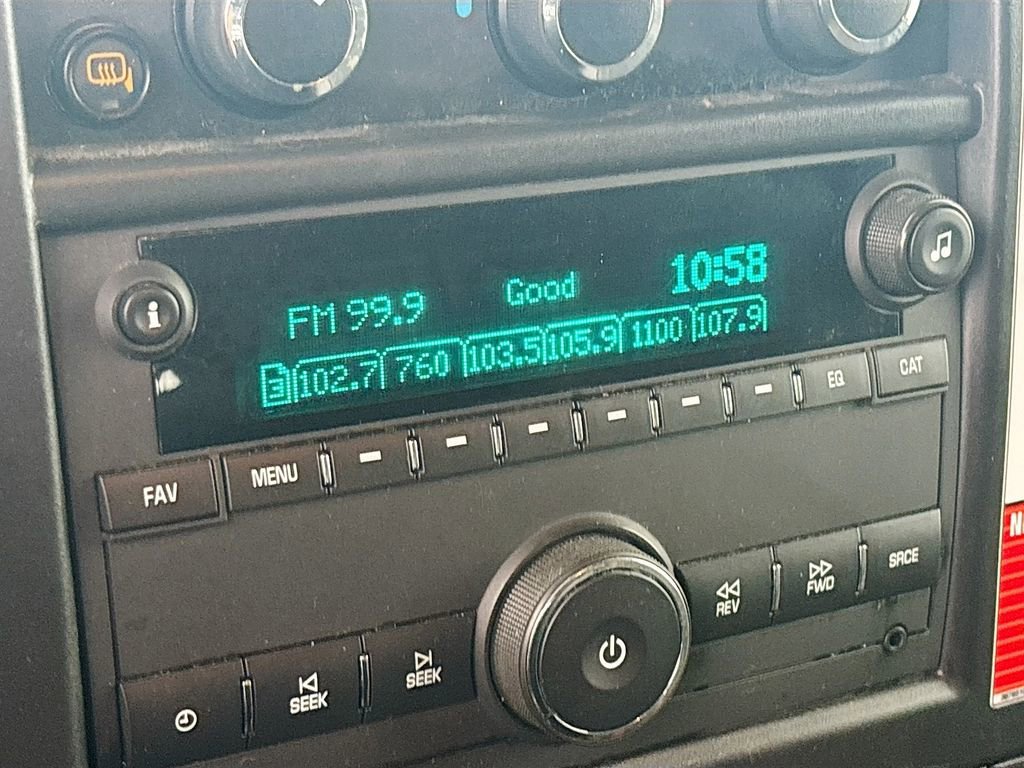 FM 99.9 Good 10:58
3 102.7 760 103.5 105.9 1100 107.9
i
FAV MENU EQ CAT
REV FWD SRCE
SEEK SEEK